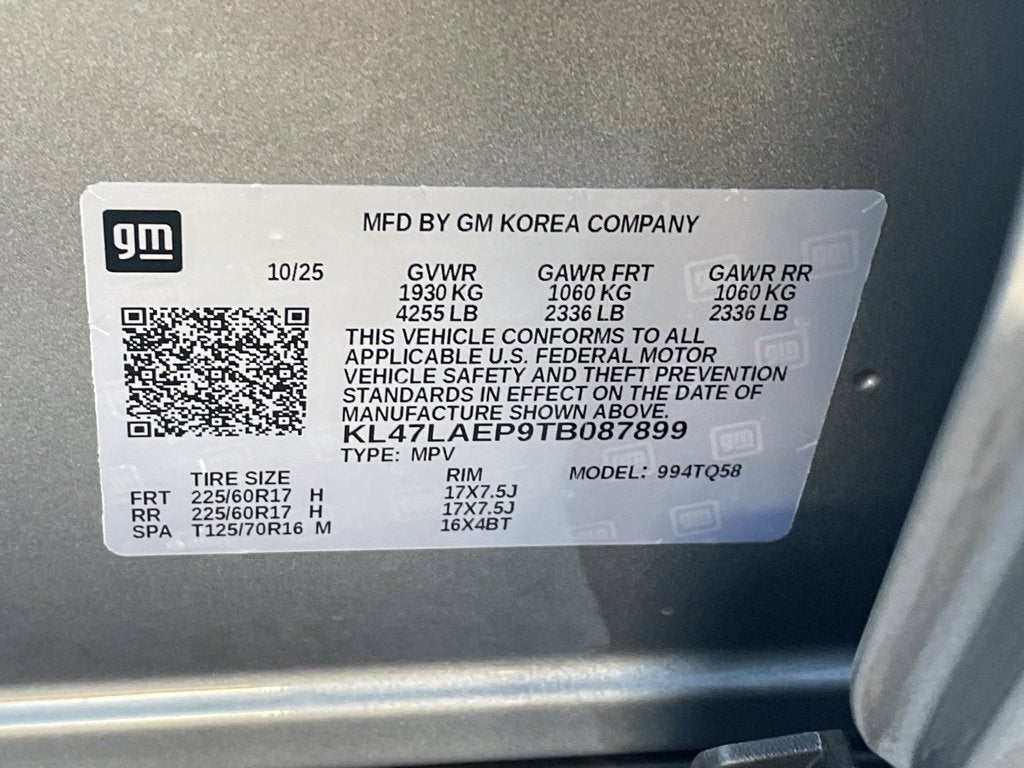 gm
MFD BY GM KOREA COMPANY
10/25 GVWR GAWR FRT GAWR RR
1930 KG 1060 KG 1060 KG
4255 LB 2336 LB 2336 LB
THIS VEHICLE CONFORMS TO ALL
APPLICABLE U.S. FEDERAL MOTOR
VEHICLE SAFETY AND THEFT PREVENTION
STANDARDS IN EFFECT ON THE DATE OF
MANUFACTURE SHOWN ABOVE.
KL47LAEP9TB087899
TYPE: MPV
TIRE SIZE RIM MODEL: 994TQ58
FRT 225/60R17 H 17X7.5J
RR 225/60R17 H 17X7.5J
SPA T125/70R16 M 16X4BT